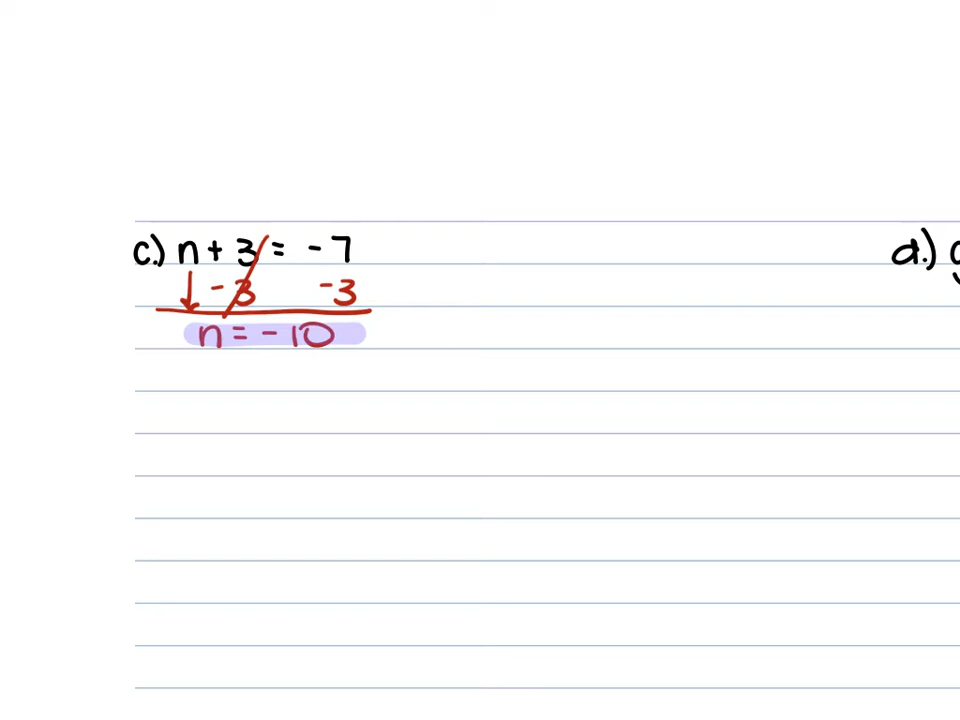 c.) n + 3 = - 7
↓ - 3 - 3
n = - 10
d.)